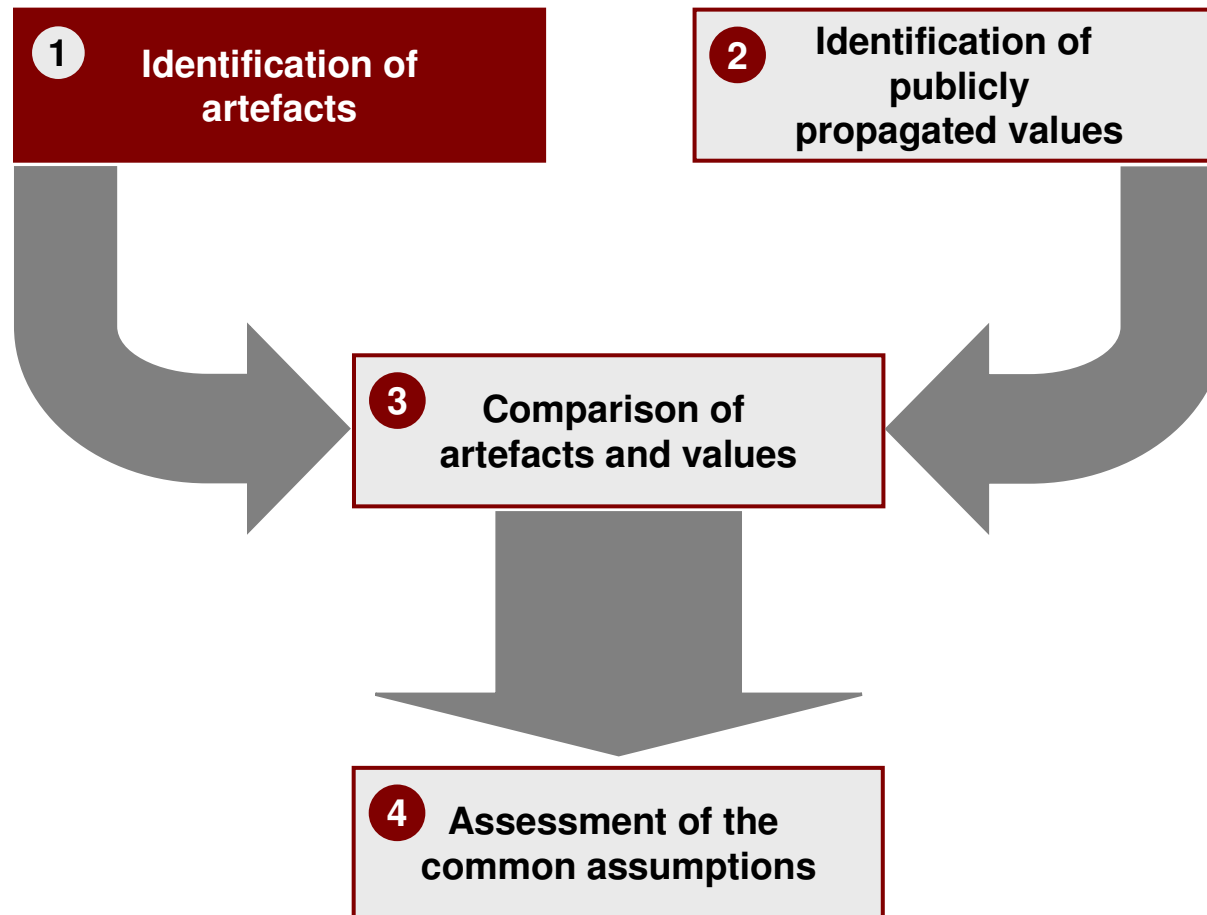 1
Identification of
artefacts
2
Identification of
publicly
propagated values
3
Comparison of
artefacts and values
4
Assessment of the
common assumptions